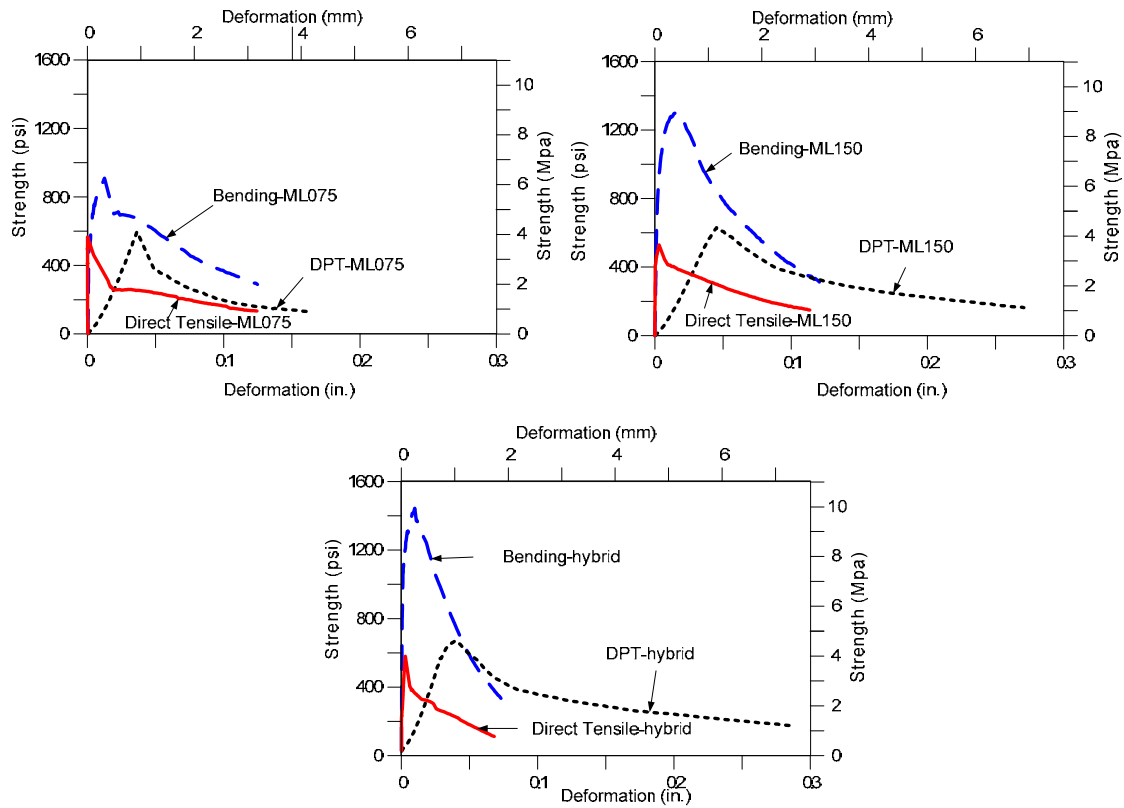 Deformation (mm)
0 2 4 6
1600
1200
800
400
0
Strength (psi)
10
8
6
4
2
0
Strength (Mpa)
Bending-ML075
DPT-ML075
Direct Tensile-ML075
0 0.1 0.2 0.3
Deformation (in.)
Deformation (mm)
0 2 4 6
1600
1200
800
400
0
Strength (psi)
10
8
6
4
2
0
Strength (Mpa)
Bending-ML150
DPT-ML150
Direct Tensile-ML150
0 0.1 0.2 0.3
Deformation (in.)
Deformation (mm)
0 2 4 6
1600
1200
800
400
0
Strength (psi)
10
8
6
4
2
0
Strength (Mpa)
Bending-hybrid
DPT-hybrid
Direct Tensile-hybrid
0 0.1 0.2 0.3
Deformation (in.)